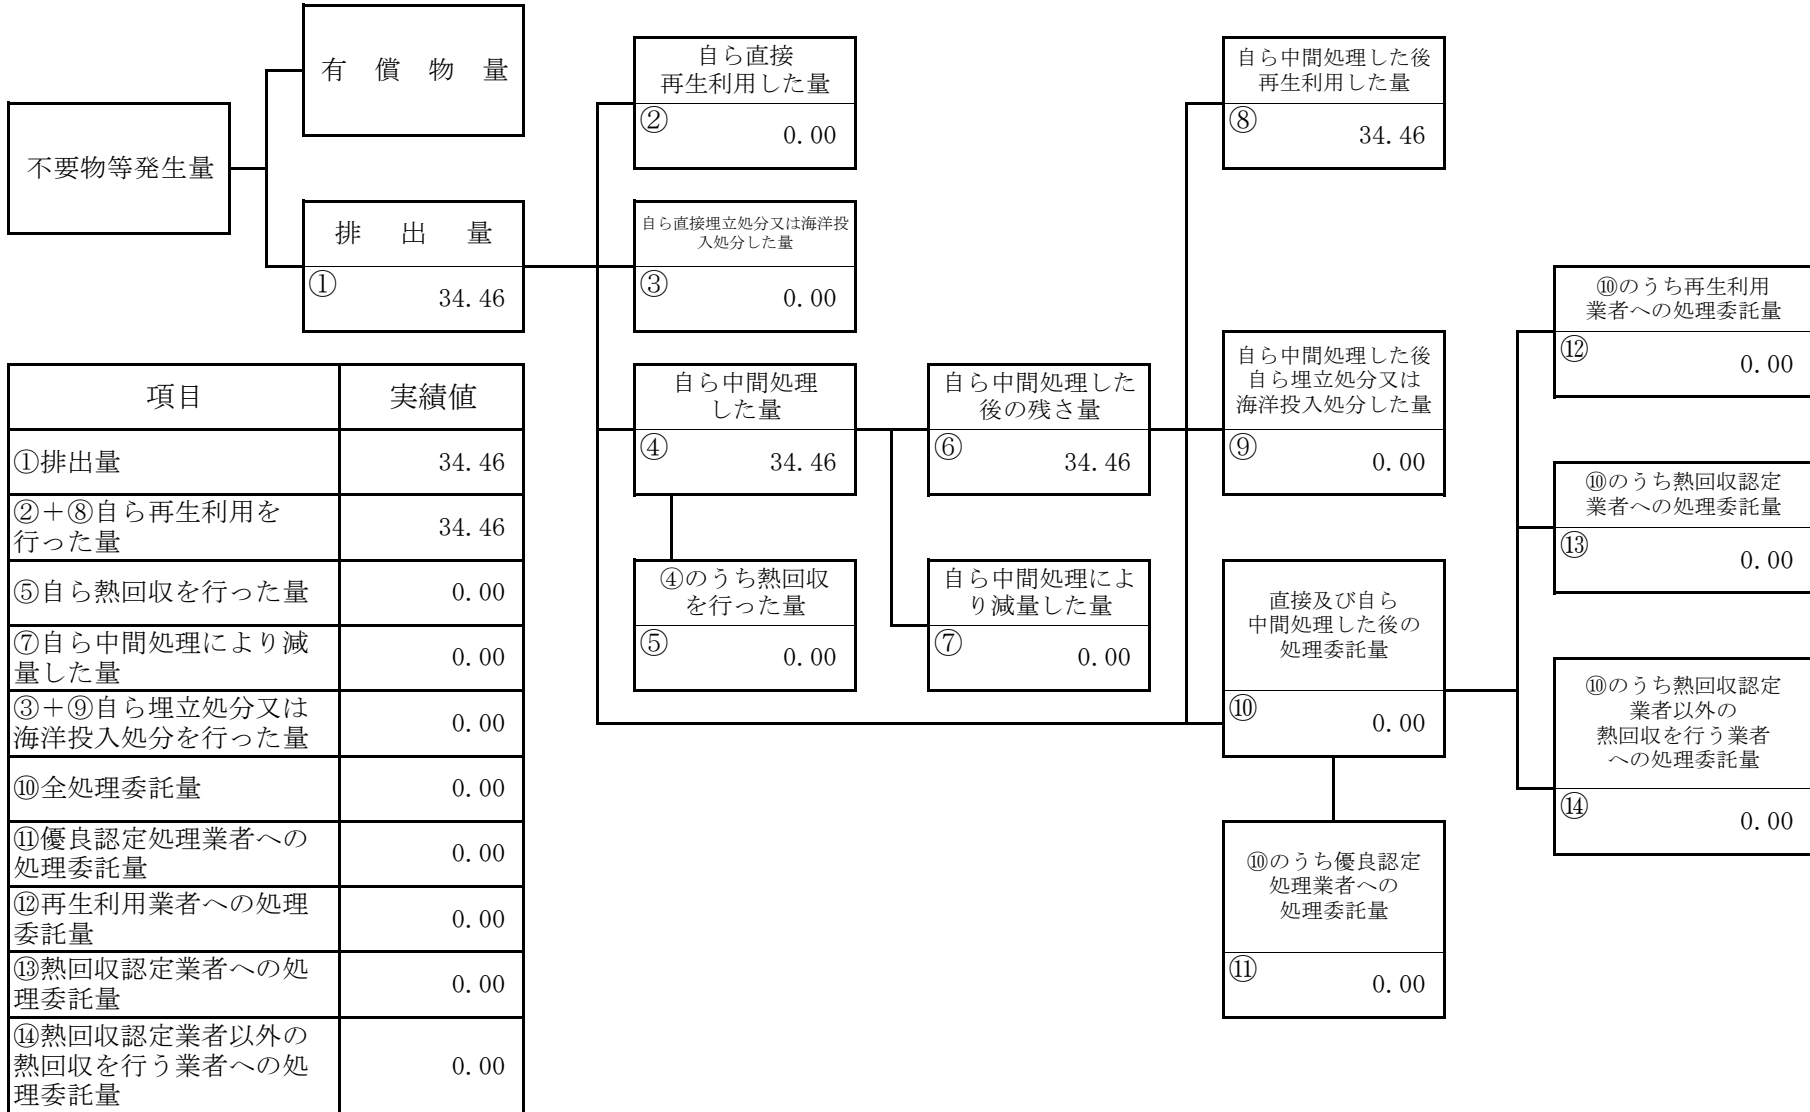 有　償　物　量
不要物等発生量
排　出　量
①
34.46
自ら直接
再生利用した量
②
0.00
自ら直接埋立処分又は海洋投
入処分した量
③
0.00
自ら中間処理
した量
④
34.46
④のうち熱回収
を行った量
⑤
0.00
自ら中間処理した
後の残さ量
⑥
34.46
自ら中間処理によ
り減量した量
⑦
0.00
自ら中間処理した後
再生利用した量
⑧
34.46
自ら中間処理した後
自ら埋立処分又は
海洋投入処分した量
⑨
0.00
直接及び自ら
中間処理した後の
処理委託量
⑩
0.00
⑩のうち優良認定
処理業者への
処理委託量
⑪
0.00
⑩のうち再生利用
業者への処理委託量
⑫
0.00
⑩のうち熱回収認定
業者への処理委託量
⑬
0.00
⑩のうち熱回収認定
業者以外の
熱回収を行う業者
への処理委託量
⑭
0.00
項目　実績値
①排出量　34.46
②＋⑧自ら再生利用を
行った量　34.46
⑤自ら熱回収を行った量　0.00
⑦自ら中間処理により減
量した量　0.00
③＋⑨自ら埋立処分又は
海洋投入処分を行った量　0.00
⑩全処理委託量　0.00
⑪優良認定処理業者への
処理委託量　0.00
⑫再生利用業者への処理
委託量　0.00
⑬熱回収認定業者への処
理委託量　0.00
⑭熱回収認定業者以外の
熱回収を行う業者への処
理委託量　0.00